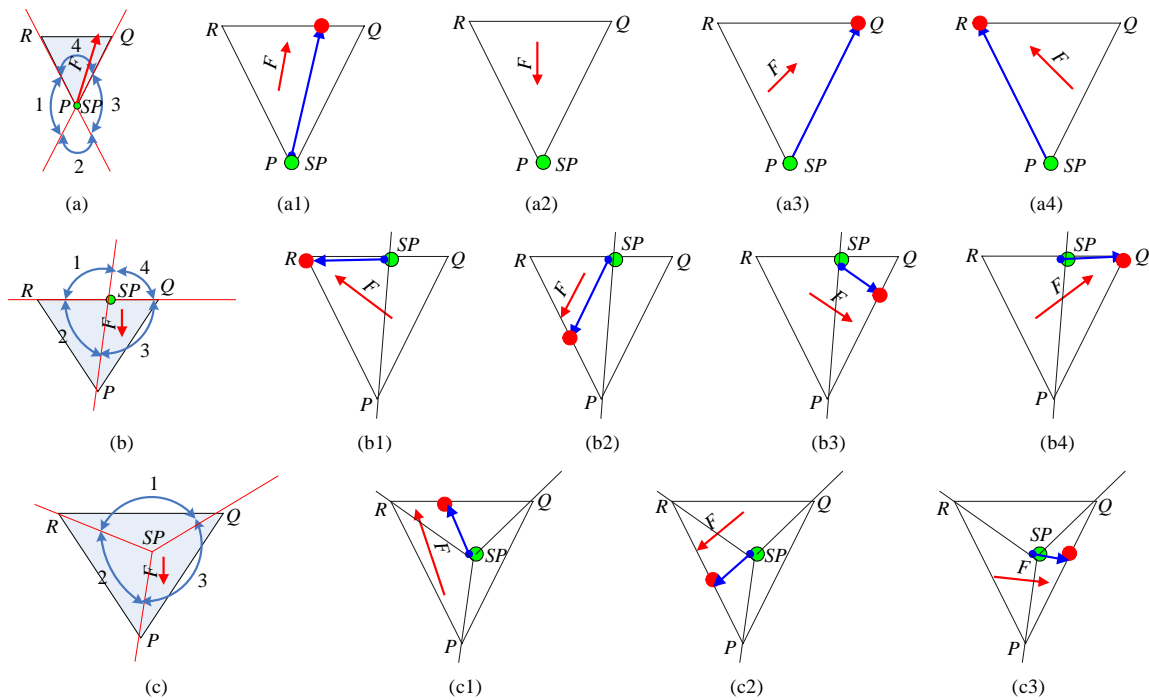 R Q
4
F
1 P SP 3
2
(a)
R Q
F
P SP
(a1)
R Q
F
P SP
(a2)
R Q
F
P SP
(a3)
R Q
F
P SP
(a4)
1 4
R SP Q
F
2 3
P
(b)
SP
R Q
F
P
(b1)
SP
R Q
F
P
(b2)
SP
R Q
F
P
(b3)
SP
R Q
F
P
(b4)
1
R Q
SP
F
2 3
P
(c)
R Q
F SP
P
(c1)
R Q
F
SP
P
(c2)
R Q
SP
F
P
(c3)